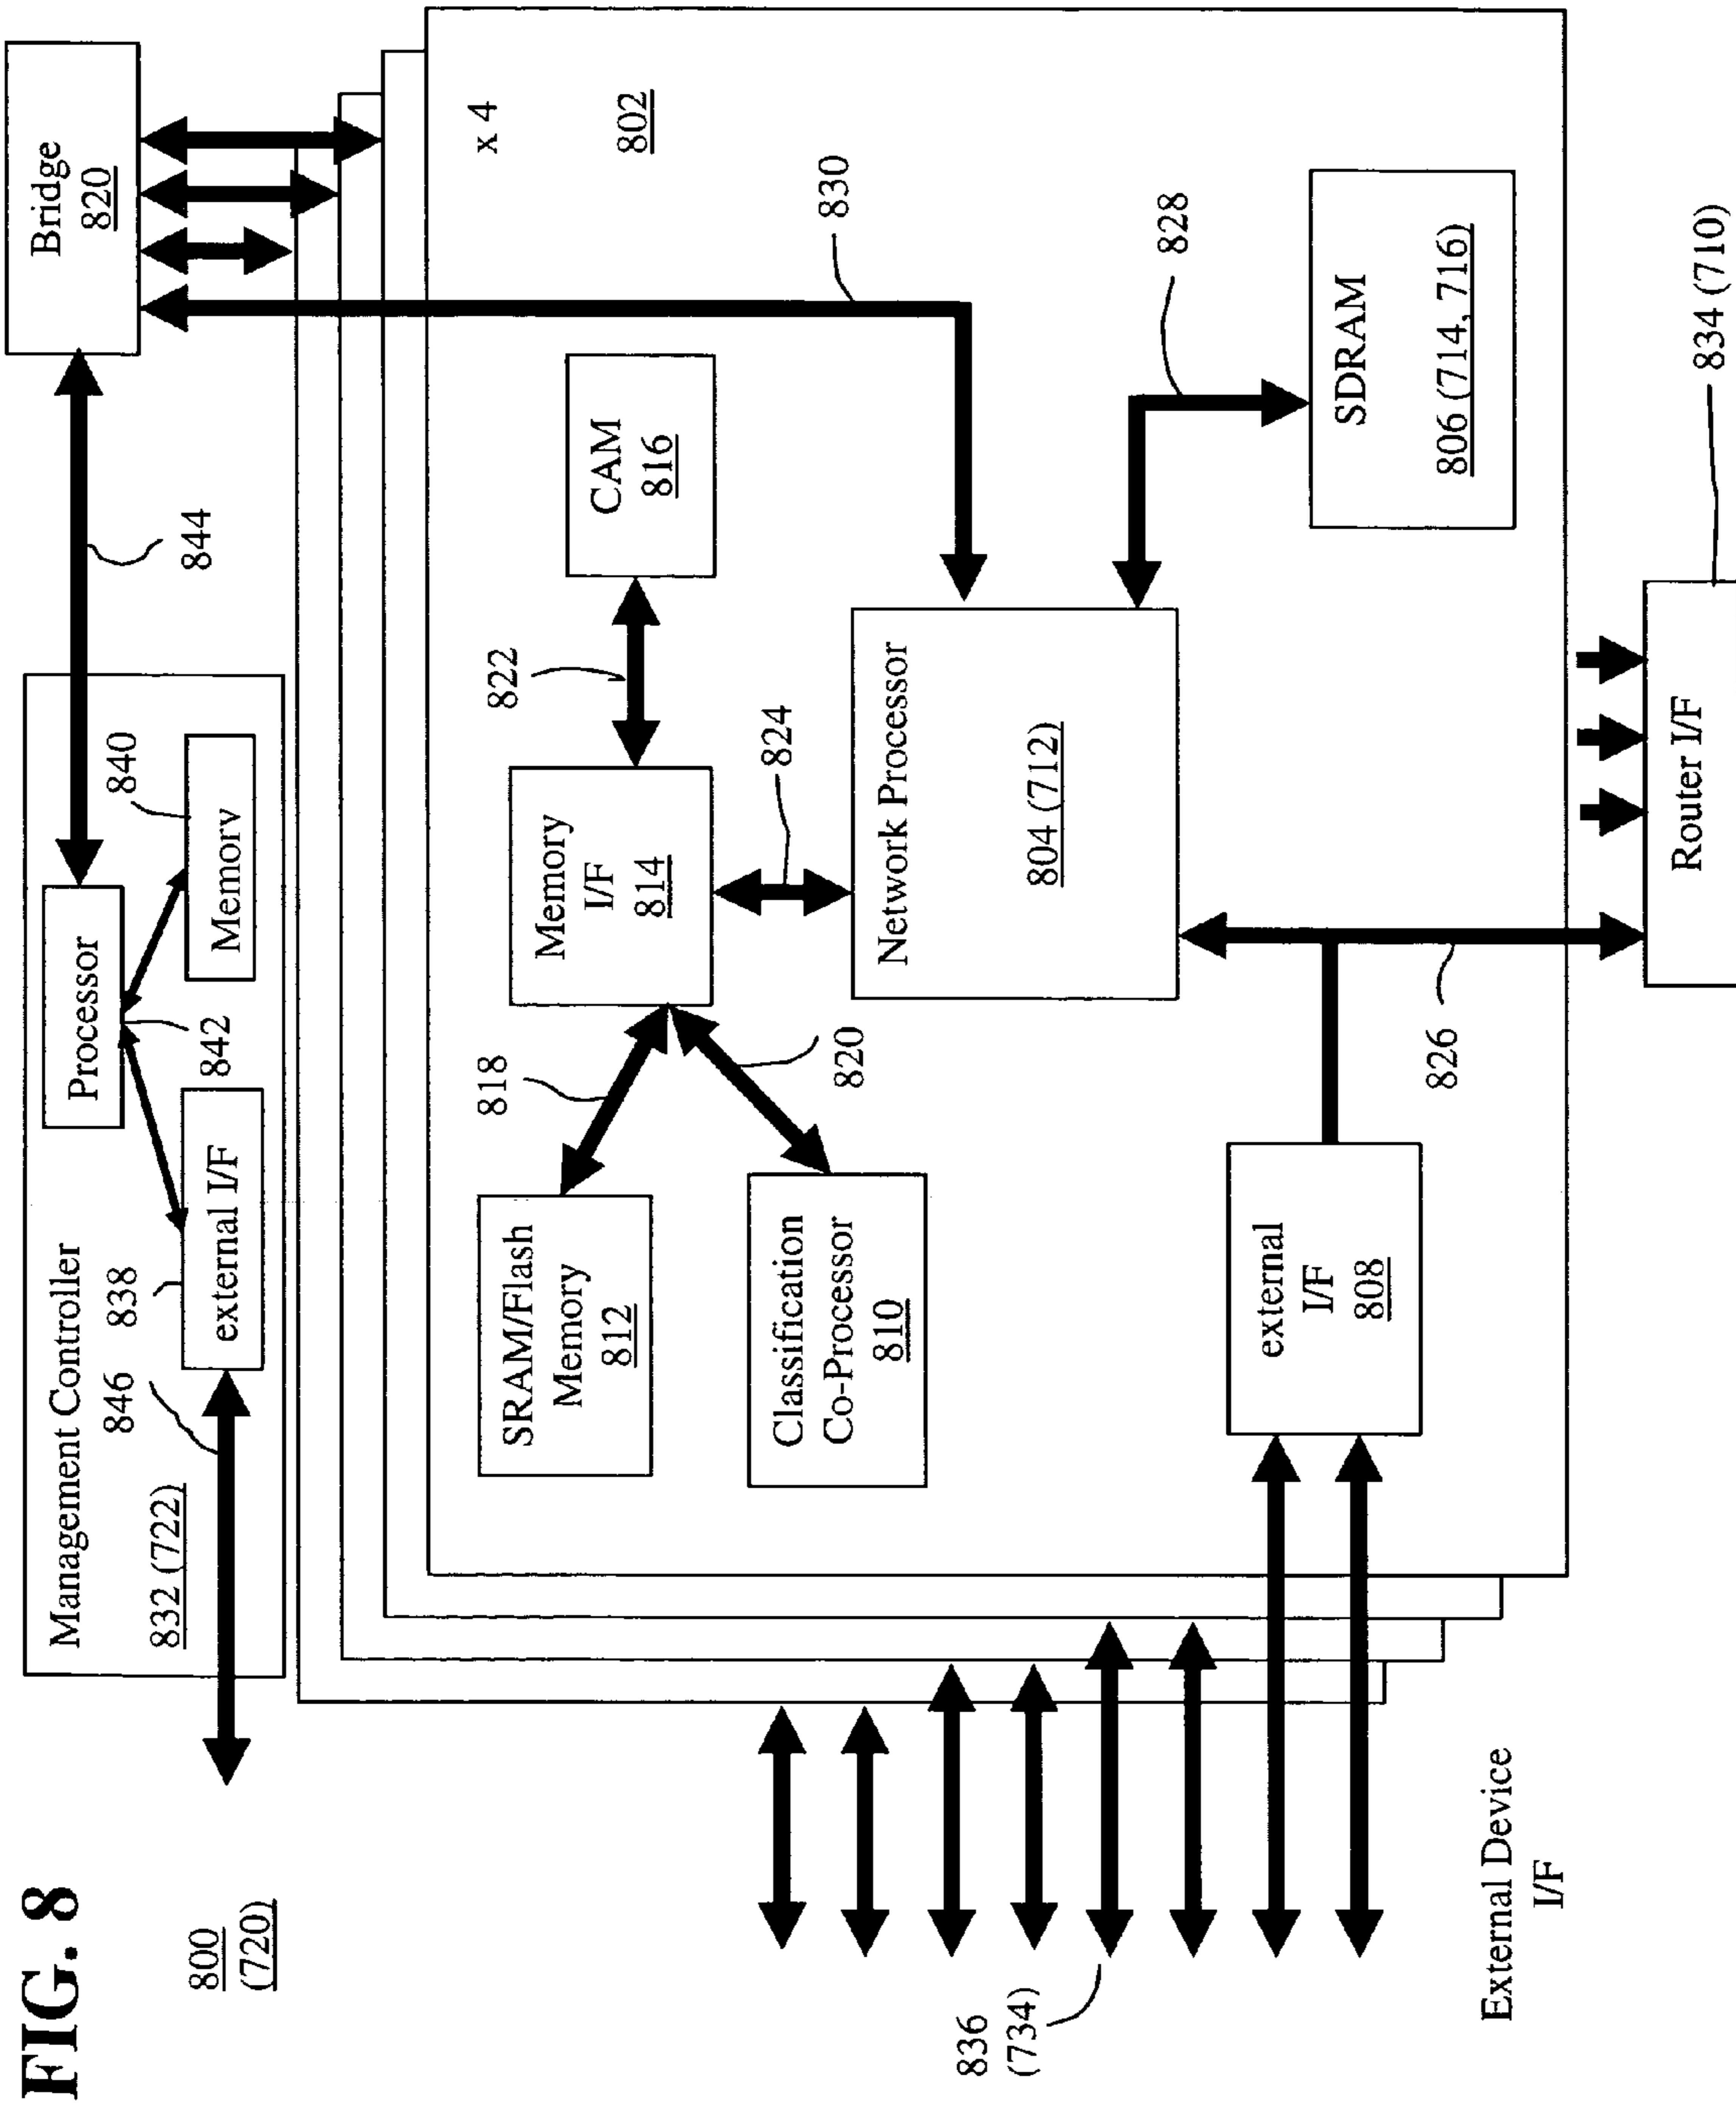 FIG. 8
800
(720)
Management Controller
832 (722)
846
838
external I/F
Processor
842
840
Memory
844
Bridge
820
x 4
802
830
SRAM/Flash
Memory
812
818
Memory
I/F
814
822
CAM
816
Classification
Co-Processor
810
820
824
Network Processor
804 (712)
828
SDRAM
806 (714, 716)
external
I/F
808
826
836
(734)
External Device
I/F
Router I/F
834 (710)